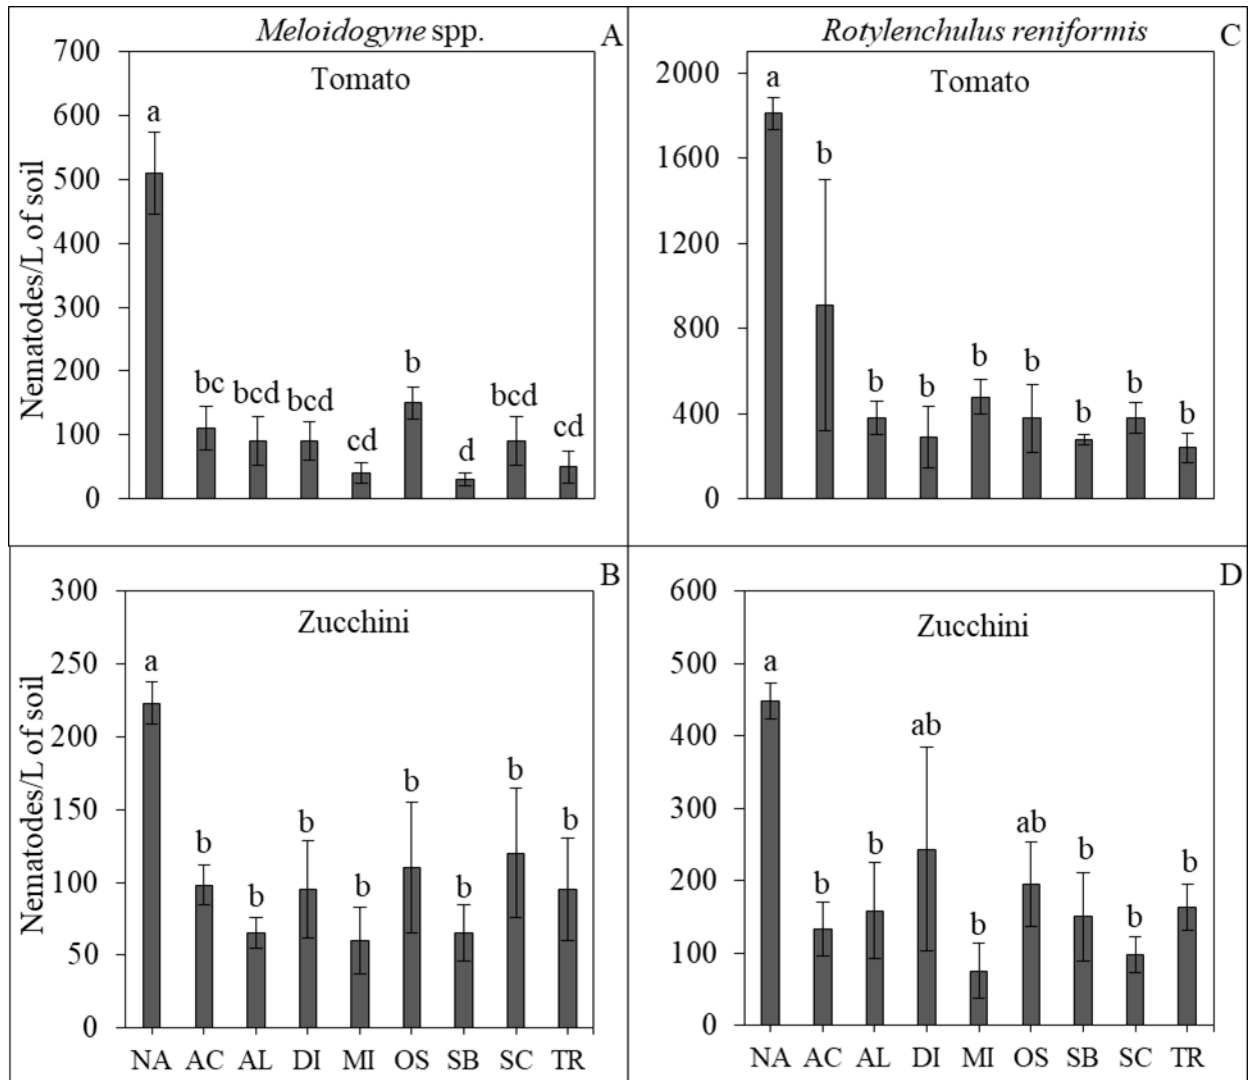 Meloidogyne spp.
A
Tomato
Nematodes/L of soil
700
600
500
400
300
200
100
0
a
bc
bcd
bcd
cd
b
d
bcd
cd
Rotylenchulus reniformis
C
Tomato
2000
1600
1200
800
400
0
a
b
b
b
b
b
b
b
b
B
Zucchini
Nematodes/L of soil
300
250
200
150
100
50
0
a
b
b
b
b
b
b
b
b
NA AC AL DI MI OS SB SC TR
D
Zucchini
600
500
400
300
200
100
0
a
b
b
ab
b
ab
b
b
b
NA AC AL DI MI OS SB SC TR